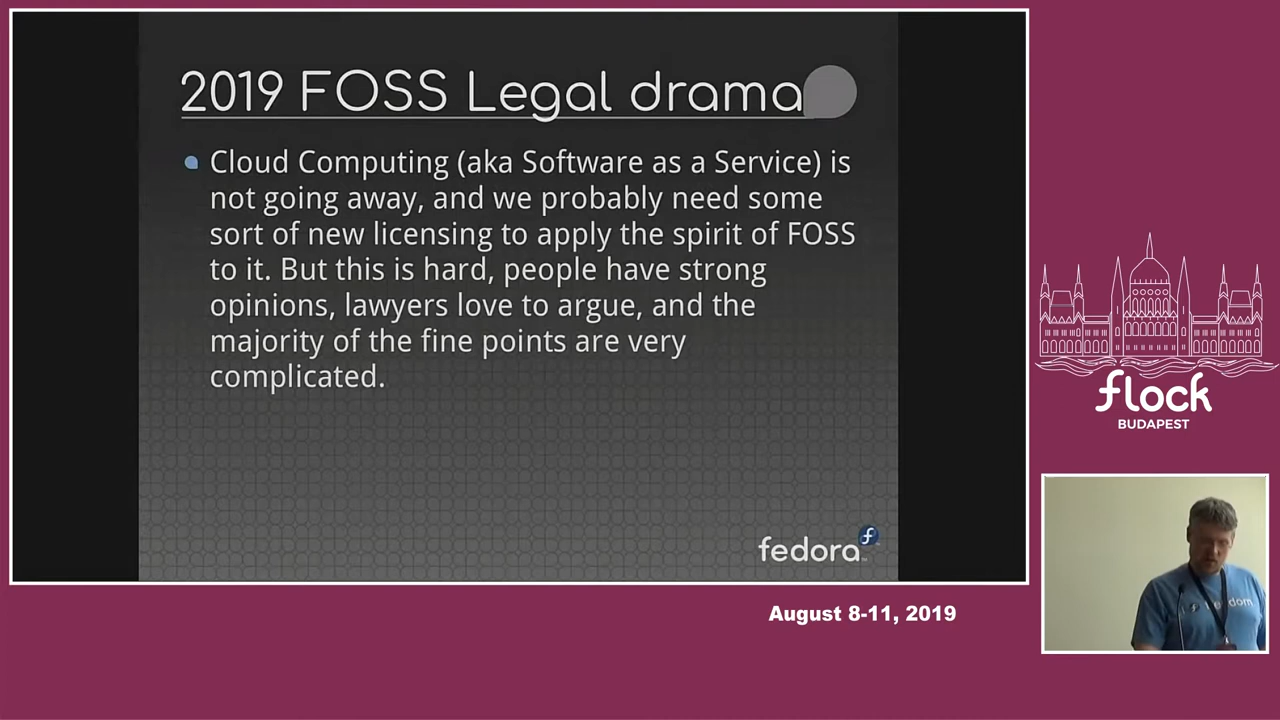 2019 FOSS Legal drama
Cloud Computing (aka Software as a Service) is
not going away, and we probably need some
sort of new licensing to apply the spirit of FOSS
to it. But this is hard, people have strong
opinions, lawyers love to argue, and the
majority of the fine points are very
complicated.
fedora
flock
BUDAPEST
August 8-11, 2019